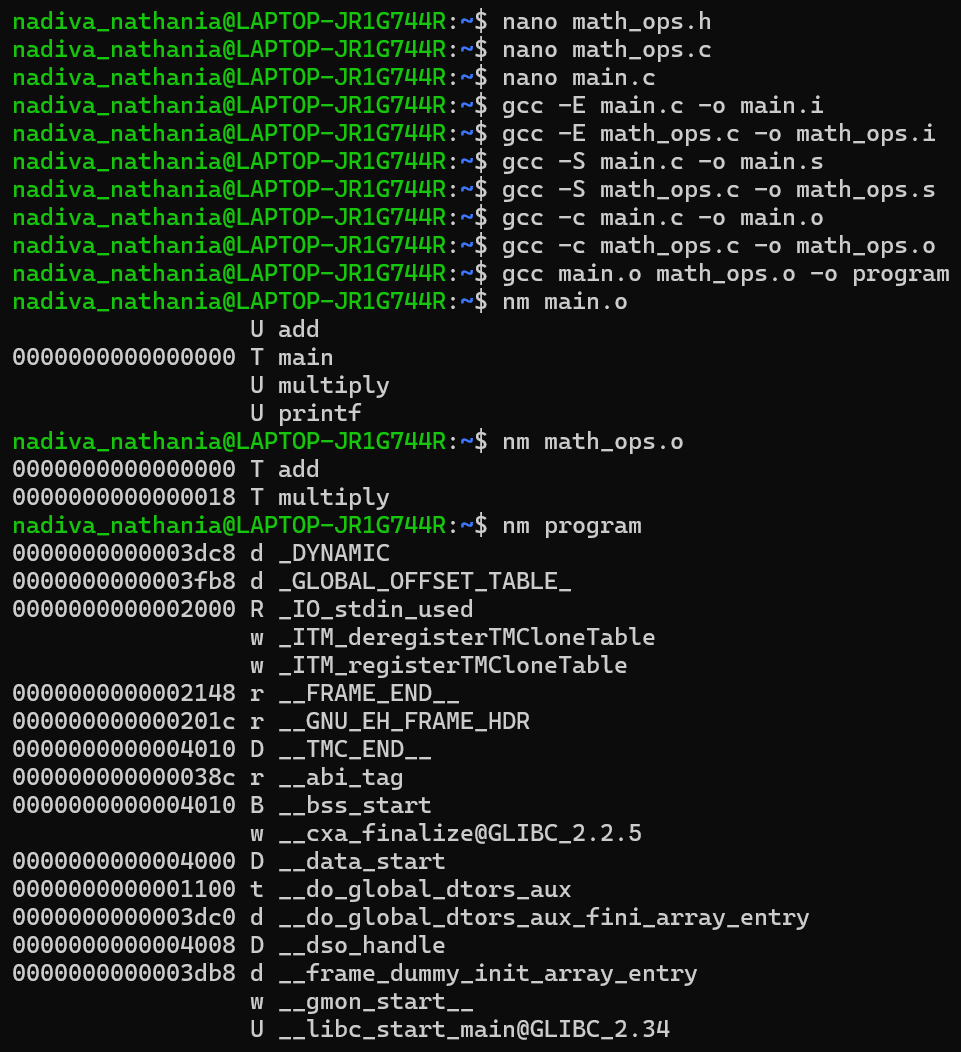 nadiva_nathania@LAPTOP-JR1G744R:~$ nano math_ops.h
nadiva_nathania@LAPTOP-JR1G744R:~$ nano math_ops.c
nadiva_nathania@LAPTOP-JR1G744R:~$ nano main.c
nadiva_nathania@LAPTOP-JR1G744R:~$ gcc -E main.c -o main.i
nadiva_nathania@LAPTOP-JR1G744R:~$ gcc -E math_ops.c -o math_ops.i
nadiva_nathania@LAPTOP-JR1G744R:~$ gcc -S main.c -o main.s
nadiva_nathania@LAPTOP-JR1G744R:~$ gcc -S math_ops.c -o math_ops.s
nadiva_nathania@LAPTOP-JR1G744R:~$ gcc -c main.c -o main.o
nadiva_nathania@LAPTOP-JR1G744R:~$ gcc -c math_ops.c -o math_ops.o
nadiva_nathania@LAPTOP-JR1G744R:~$ gcc main.o math_ops.o -o program
nadiva_nathania@LAPTOP-JR1G744R:~$ nm main.o
                 U add
0000000000000000 T main
                 U multiply
                 U printf
nadiva_nathania@LAPTOP-JR1G744R:~$ nm math_ops.o
0000000000000000 T add
0000000000000018 T multiply
nadiva_nathania@LAPTOP-JR1G744R:~$ nm program
0000000000003dc8 d _DYNAMIC
0000000000003fb8 d _GLOBAL_OFFSET_TABLE_
0000000000002000 R _IO_stdin_used
                 w _ITM_deregisterTMCloneTable
                 w _ITM_registerTMCloneTable
0000000000002148 r __FRAME_END__
000000000000201c r __GNU_EH_FRAME_HDR
0000000000004010 D __TMC_END__
000000000000038c r __abi_tag
0000000000004010 B __bss_start
                 w __cxa_finalize@GLIBC_2.2.5
0000000000004000 D __data_start
0000000000001100 t __do_global_dtors_aux
0000000000003dc0 d __do_global_dtors_aux_fini_array_entry
0000000000004008 D __dso_handle
0000000000003db8 d __frame_dummy_init_array_entry
                 w __gmon_start__
                 U __libc_start_main@GLIBC_2.34